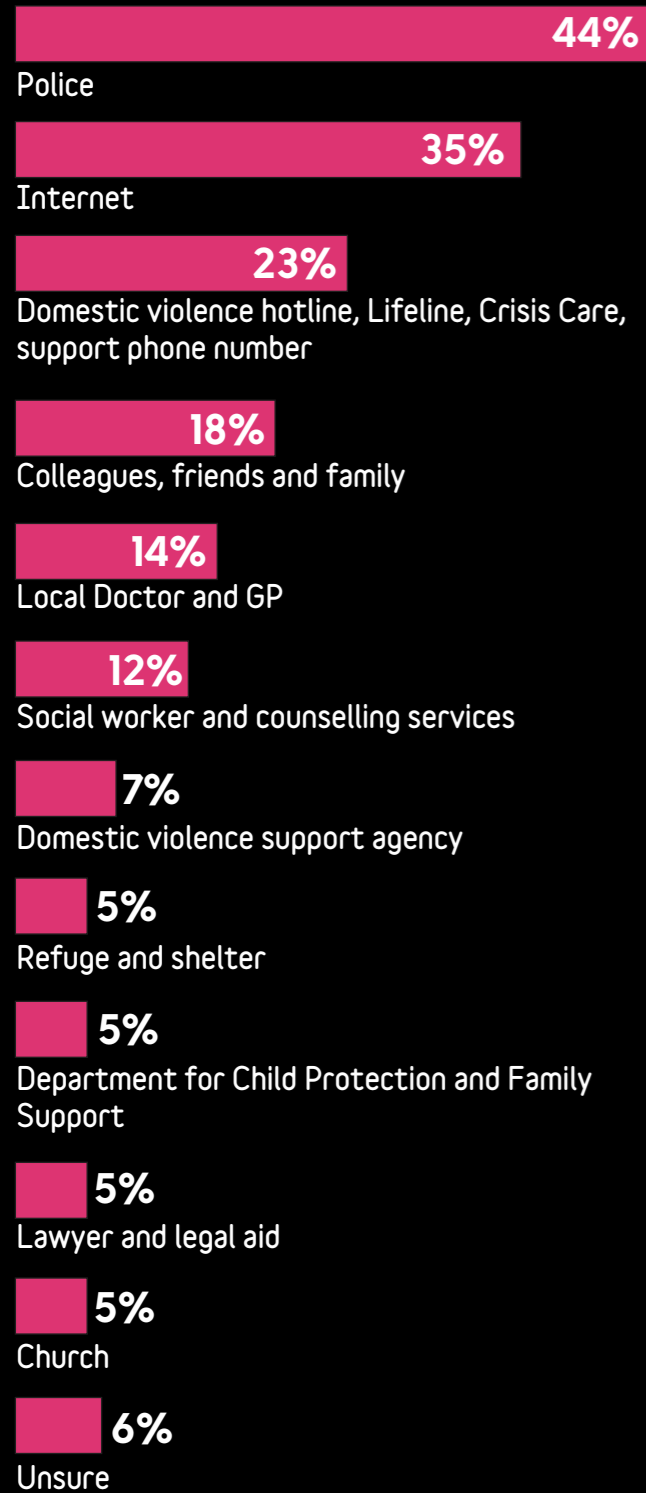 44%
Police
35%
Internet
23%
Domestic violence hotline, Lifeline, Crisis Care,
support phone number
18%
Colleagues, friends and family
14%
Local Doctor and GP
12%
Social worker and counselling services
7%
Domestic violence support agency
5%
Refuge and shelter
5%
Department for Child Protection and Family
Support
5%
Lawyer and legal aid
5%
Church
6%
Unsure